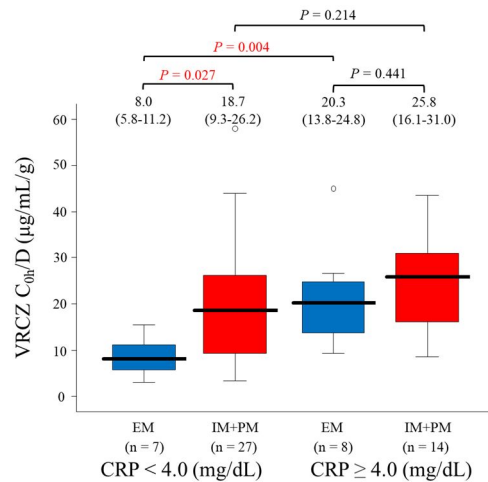 P = 0.214
P = 0.004
P = 0.027
P = 0.441
8.0
(5.8-11.2)
18.7
(9.3-26.2)
20.3
(13.8-24.8)
25.8
(16.1-31.0)
VRCZ C0h/D (μg/mL/g)
60
50
40
30
20
10
0
EM
(n = 7)
IM+PM
(n = 27)
EM
(n = 8)
IM+PM
(n = 14)
CRP < 4.0 (mg/dL)
CRP ≥ 4.0 (mg/dL)